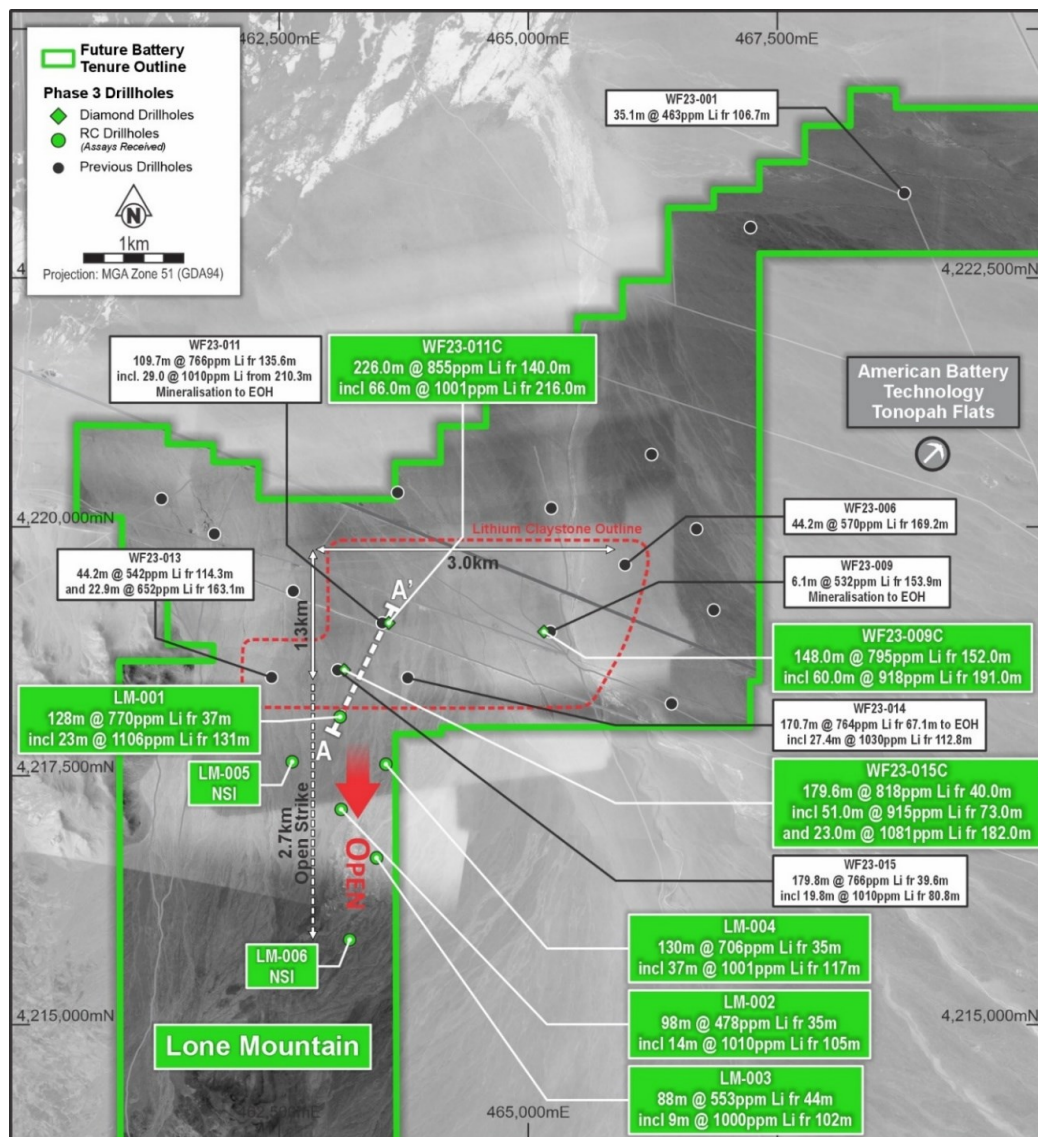 462,500mE
465,000mE
467,500mE
Future Battery
Tenure Outline
Phase 3 Drillholes
Diamond Drillholes
RC Drillholes
(Assays Received)
Previous Drillholes
N
1km
Projection: MGA Zone 51 (GDA94)
WF23-001
35.1m @ 463ppm Li fr 106.7m
4,222,500mN
WF23-011
109.7m @ 766ppm Li fr 135.6m
incl. 29.0 @ 1010ppm Li from 210.3m
Mineralisation to EOH
WF23-011C
226.0m @ 855ppm Li fr 140.0m
incl 66.0m @ 1001ppm Li fr 216.0m
American Battery
Technology
Tonopah Flats
4,220,000mN
Lithium Claystone Outline
WF23-006
44.2m @ 570ppm Li fr 169.2m
WF23-013
44.2m @ 542ppm Li fr 114.3m
and 22.9m @ 652ppm Li fr 163.1m
3.0km
WF23-009
6.1m @ 532ppm Li fr 153.9m
Mineralisation to EOH
A'
1.3km
WF23-009C
148.0m @ 795ppm Li fr 152.0m
incl 60.0m @ 918ppm Li fr 191.0m
LM-001
128m @ 770ppm Li fr 37m
incl 23m @ 1106ppm Li fr 131m
A
WF23-014
170.7m @ 764ppm Li fr 67.1m to EOH
incl 27.4m @ 1030ppm Li fr 112.8m
4,217,500mN
LM-005
NSI
WF23-015C
179.6m @ 818ppm Li fr 40.0m
incl 51.0m @ 915ppm Li fr 73.0m
and 23.0m @ 1081ppm Li fr 182.0m
2.7km
Open Strike
OPEN
WF23-015
179.8m @ 766ppm Li fr 39.6m
incl 19.8m @ 1010ppm Li fr 80.8m
LM-004
130m @ 706ppm Li fr 35m
incl 37m @ 1001ppm Li fr 117m
LM-006
NSI
LM-002
98m @ 478ppm Li fr 35m
incl 14m @ 1010ppm Li fr 105m
4,215,000mN
4,215,000mN
Lone Mountain
LM-003
88m @ 553ppm Li fr 44m
incl 9m @ 1000ppm Li fr 102m
462,500mE
465,000mE